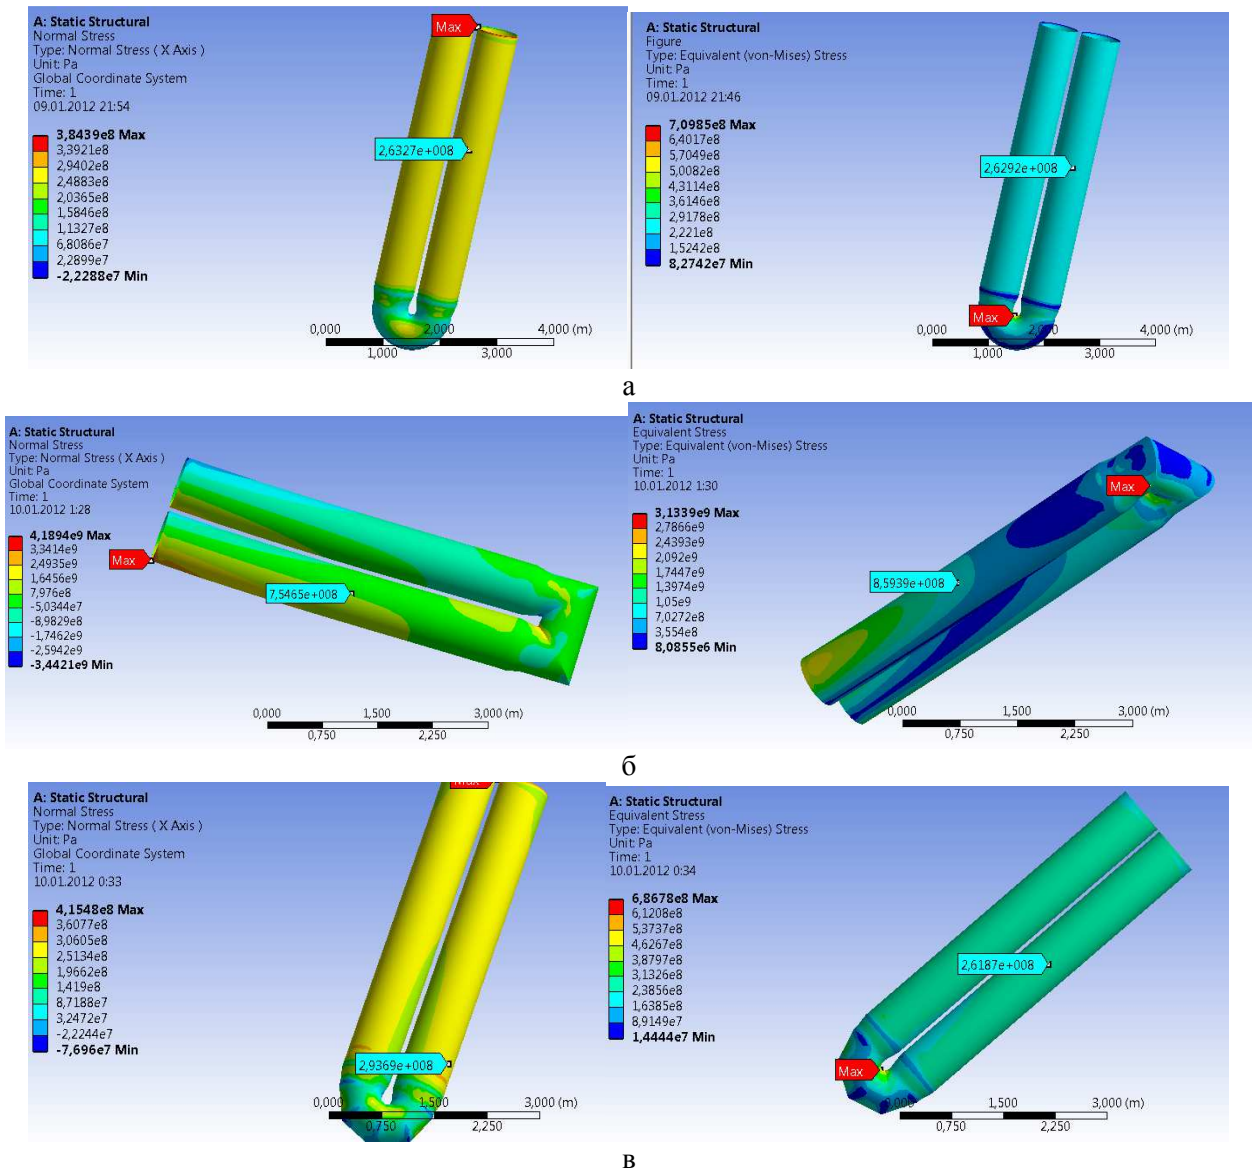 A: Static Structural
Normal Stress
Type: Normal Stress ( X Axis )
Unit: Pa
Global Coordinate System
Time: 1
09.01.2012 21:54
3,8439e8 Max
3,3921e8
2,9402e8
2,4883e8
2,0365e8
1,5846e8
1,1327e8
6,8086e7
2,2899e7
-2,2288e7 Min
Max
2,6327e+008
0,000
2,000
4,000 (m)
1,000
3,000
A: Static Structural
Figure
Type: Equivalent (von-Mises) Stress
Unit: Pa
Time: 1
09.01.2012 21:46
7,0985e8 Max
6,4017e8
5,7049e8
5,0082e8
4,3114e8
3,6146e8
2,9178e8
2,221e8
1,5242e8
8,2742e7 Min
2,6292e+008
Max
0,000
2,000
4,000 (m)
1,000
3,000
а
A: Static Structural
Normal Stress
Type: Normal Stress ( X Axis )
Unit: Pa
Global Coordinate System
Time: 1
10.01.2012 1:28
4,1894e9 Max
3,3414e9
2,4935e9
1,6456e9
7,976e8
-5,0344e7
-8,9829e8
-1,7462e9
-2,5942e9
-3,4421e9 Min
Max
7,5465e+008
0,000
1,500
3,000 (m)
0,750
2,250
A: Static Structural
Equivalent Stress
Type: Equivalent (von-Mises) Stress
Unit: Pa
Time: 1
10.01.2012 1:30
3,1339e9 Max
2,7866e9
2,4393e9
2,092e9
1,7447e9
1,3974e9
1,05e9
7,0272e8
3,554e8
8,0855e6 Min
Max
8,5939e+008
0,000
1,500
3,000 (m)
0,750
2,250
б
A: Static Structural
Normal Stress
Type: Normal Stress ( X Axis )
Unit: Pa
Global Coordinate System
Time: 1
10.01.2012 0:33
4,1548e8 Max
3,6077e8
3,0605e8
2,5134e8
1,9662e8
1,419e8
8,7188e7
3,2472e7
-2,2244e7
-7,696e7 Min
Max
2,9369e+008
0,000
1,500
3,000 (m)
0,750
2,250
A: Static Structural
Equivalent Stress
Type: Equivalent (von-Mises) Stress
Unit: Pa
Time: 1
10.01.2012 0:34
6,8678e8 Max
6,1208e8
5,3737e8
4,6267e8
3,8797e8
3,1326e8
2,3856e8
1,6385e8
8,9149e7
1,4444e7 Min
2,6187e+008
Max
0,000
1,500
3,000 (m)
0,750
2,250
в